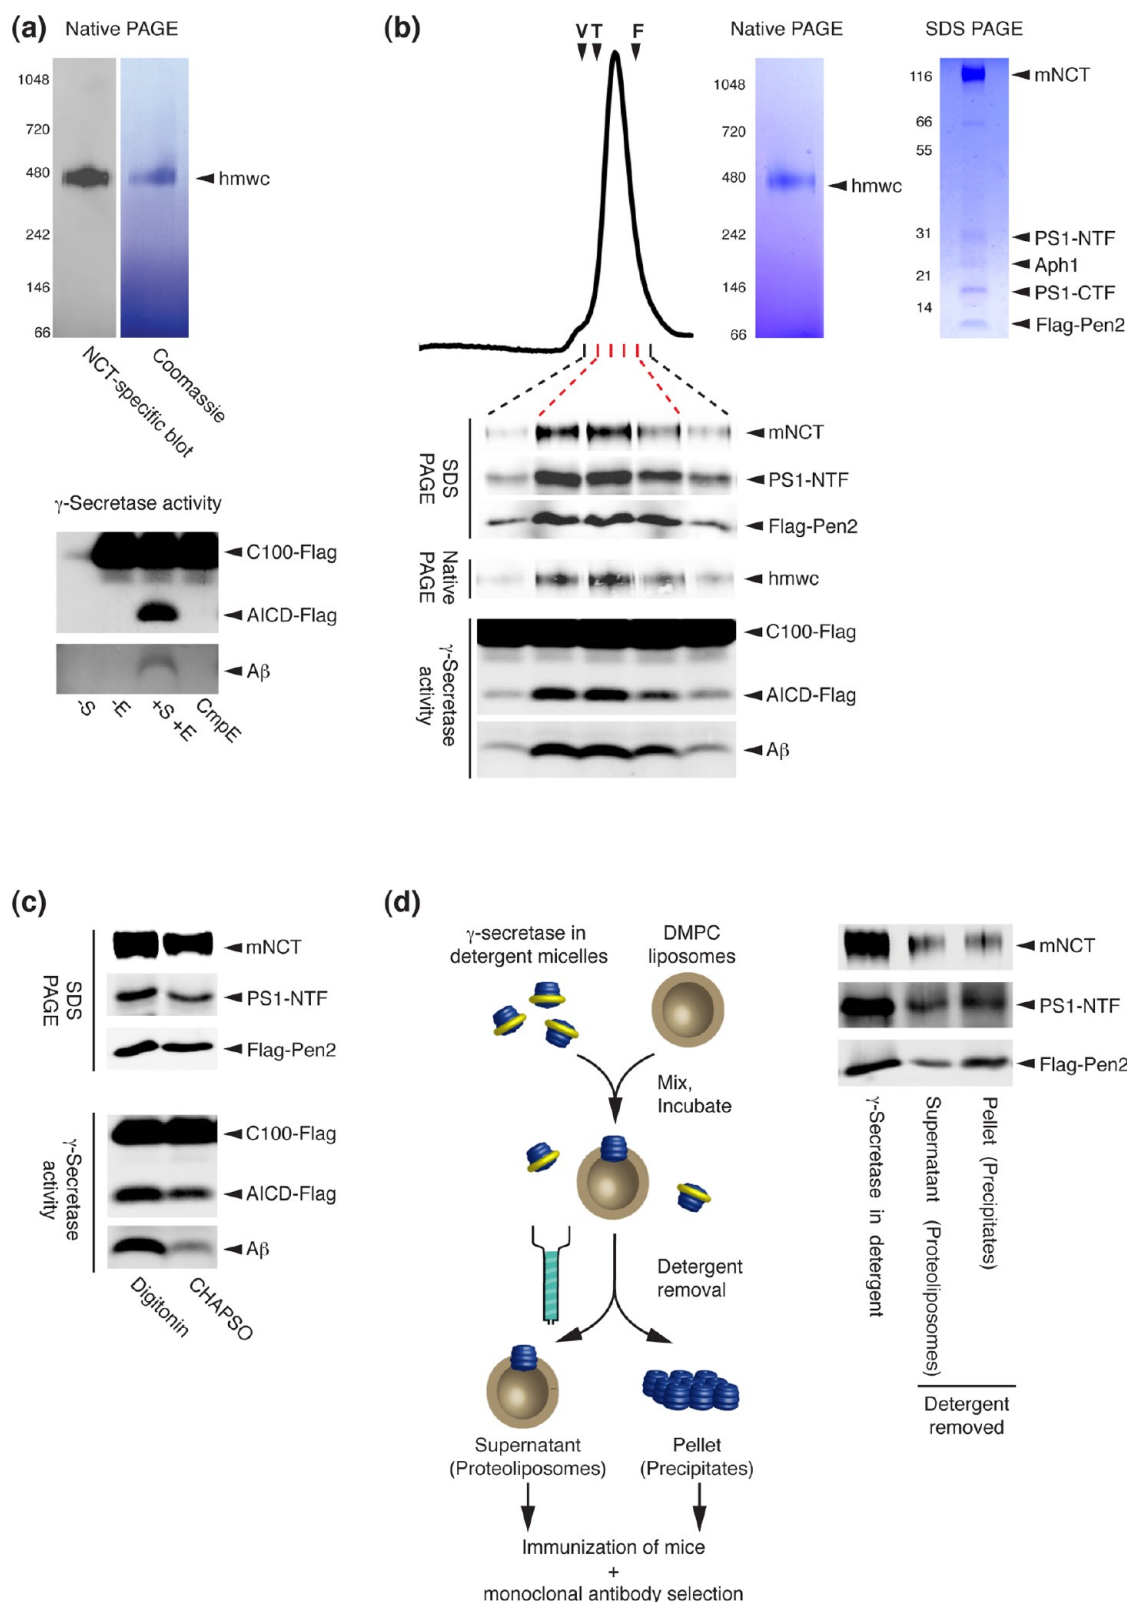 (a)
Native PAGE
1048
720
480
242
146
66
hmwc
NCT-specific blot
Coomassie
γ-Secretase activity
C100-Flag
AICD-Flag
Aβ
-S
-E
+S +E
CmpE
(b)
V T F
Native PAGE
1048
720
480
242
146
66
hmwc
SDS PAGE
116
66
55
31
21
14
mNCT
PS1-NTF
Aph1
PS1-CTF
Flag-Pen2
SDS
PAGE
mNCT
PS1-NTF
Flag-Pen2
Native
PAGE
hmwc
γ-Secretase
activity
C100-Flag
AICD-Flag
Aβ
(c)
SDS
PAGE
mNCT
PS1-NTF
Flag-Pen2
γ-Secretase
activity
C100-Flag
AICD-Flag
Aβ
Digitonin
CHAPSO
(d)
γ-secretase in
detergent micelles
DMPC
liposomes
Mix,
Incubate
Detergent
removal
Supernatant
(Proteoliposomes)
Pellet
(Precipitates)
Immunization of mice
+
monoclonal antibody selection
mNCT
PS1-NTF
Flag-Pen2
γ-Secretase in detergent
Supernatant (Proteoliposomes)
Pellet (Precipitates)
Detergent
removed